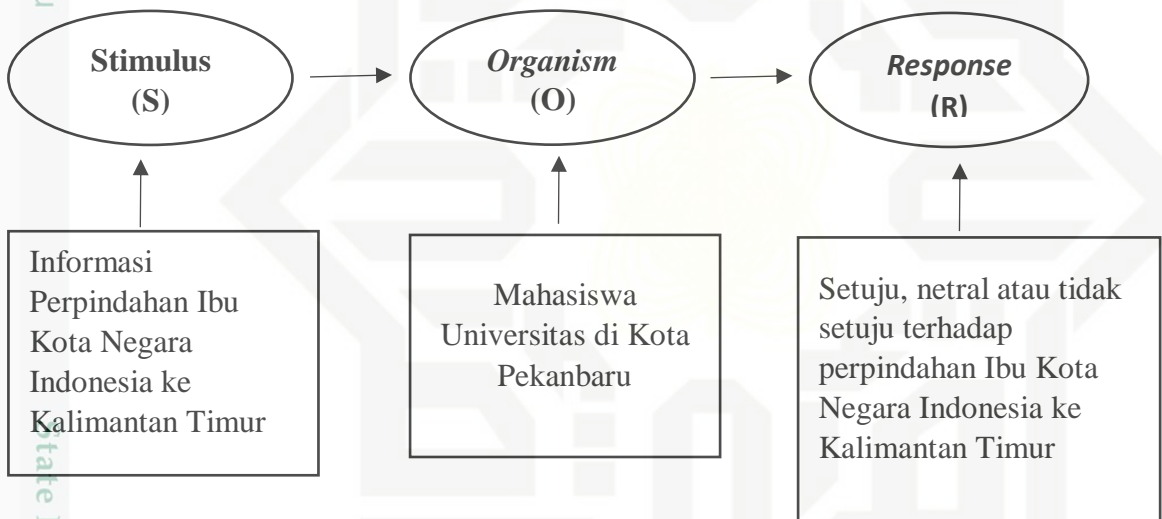 Stimulus
(S)
Organism
(O)
Response
(R)
Informasi
Perpindahan Ibu
Kota Negara
Indonesia ke
Kalimantan Timur
Mahasiswa
Universitas di Kota
Pekanbaru
Setuju, netral atau tidak
setuju terhadap
perpindahan Ibu Kota
Negara Indonesia ke
Kalimantan Timur
State